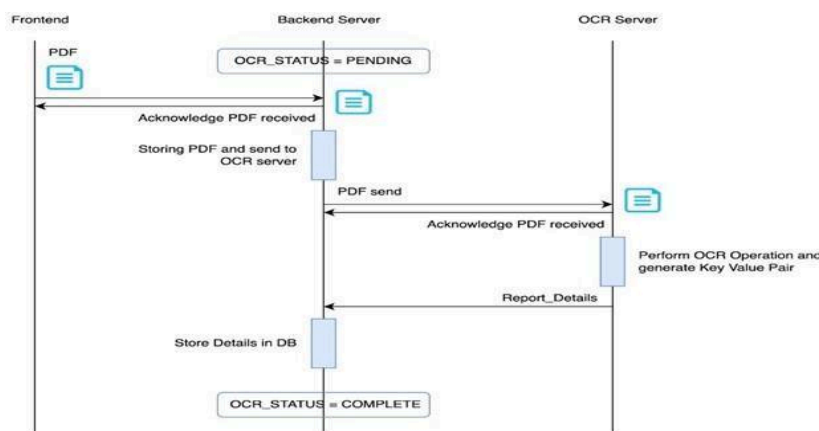 Frontend
Backend Server
OCR Server
PDF
OCR_STATUS = PENDING
Acknowledge PDF received
Storing PDF and send to
OCR server
PDF send
Acknowledge PDF received
Perform OCR Operation and
generate Key Value Pair
Report_Details
Store Details in DB
OCR_STATUS = COMPLETE